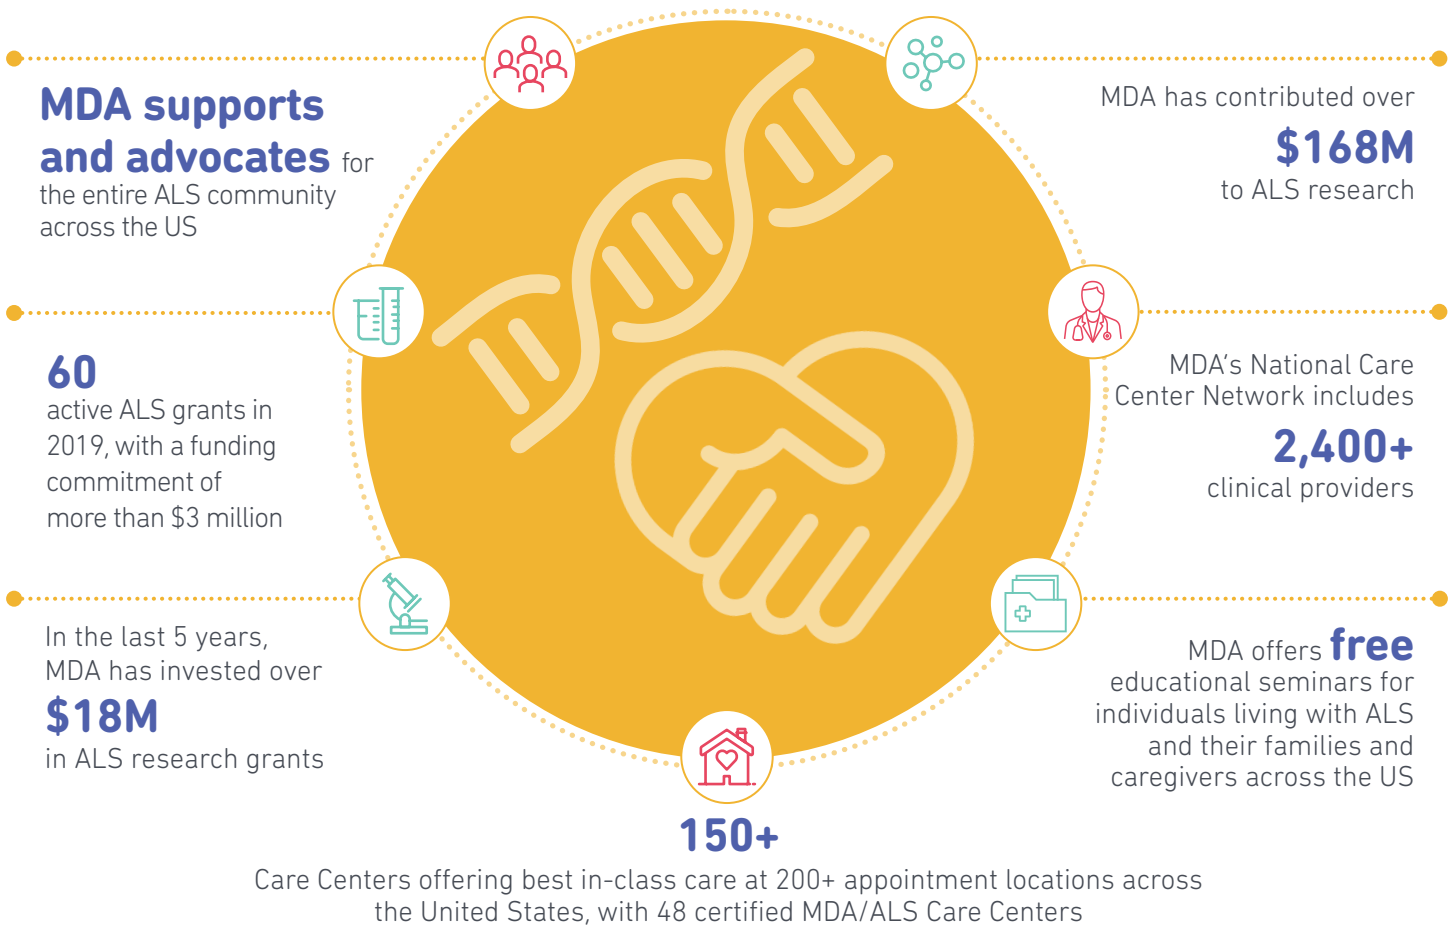 MDA supports
and advocates for
the entire ALS community
across the US
60
active ALS grants in
2019, with a funding
commitment of
more than $3 million
In the last 5 years,
MDA has invested over
$18M
in ALS research grants
MDA has contributed over
$168M
to ALS research
MDA's National Care
Center Network includes
2,400+
clinical providers
MDA offers free
educational seminars for
individuals living with ALS
and their families and
caregivers across the US
150+
Care Centers offering best in-class care at 200+ appointment locations across
the United States, with 48 certified MDA/ALS Care Centers